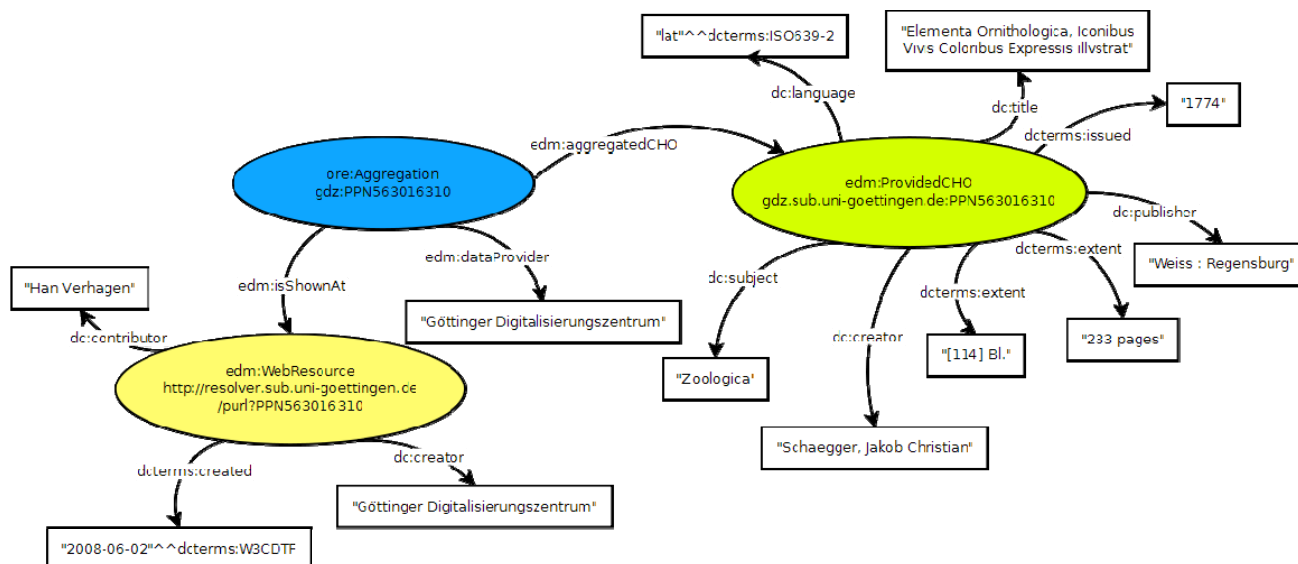 "lat"^^dcterms:ISO639-2
"Elementa Ornithologica, Iconibus
Vivis Coloribus Expressis Illvstrat"
dc:language
dc:title
"1774"
dcterms:issued
edm:aggregatedCHO
ore:Aggregation
gdz:PPN563016310
edm:ProvidedCHO
gdz.sub.uni-goettingen.de:PPN563016310
dc:publisher
dcterms:extent
"Weiss : Regensburg"
edm:dataProvider
edm:isShownAt
dc:subject
dcterms:extent
"Han Verhagen"
"Göttinger Digitalisierungszentrum"
dc:contributor
dc:creator
"[114] Bl."
"233 pages"
edm:WebResource
http://resolver.sub.uni-goettingen.de
/purl?PPN563016310
"Zoologica"
"Schaegger, Jakob Christian"
dcterms:created
dc:creator
"Göttinger Digitalisierungszentrum"
"2008-06-02"^^dcterms:W3CDTF